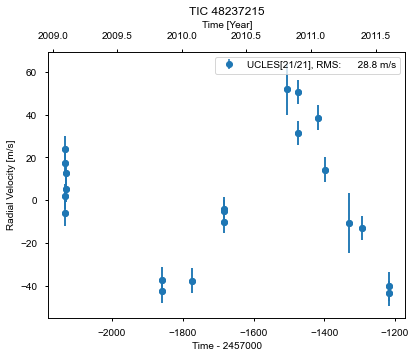 TIC 48237215
Time [Year]
2009.0 2009.5 2010.0 2010.5 2011.0 2011.5
UCLES[21/21], RMS: 28.8 m/s
60
40
20
0
−20
−40
Radial Velocity [m/s]
−2000 −1800 −1600 −1400 −1200
Time - 2457000